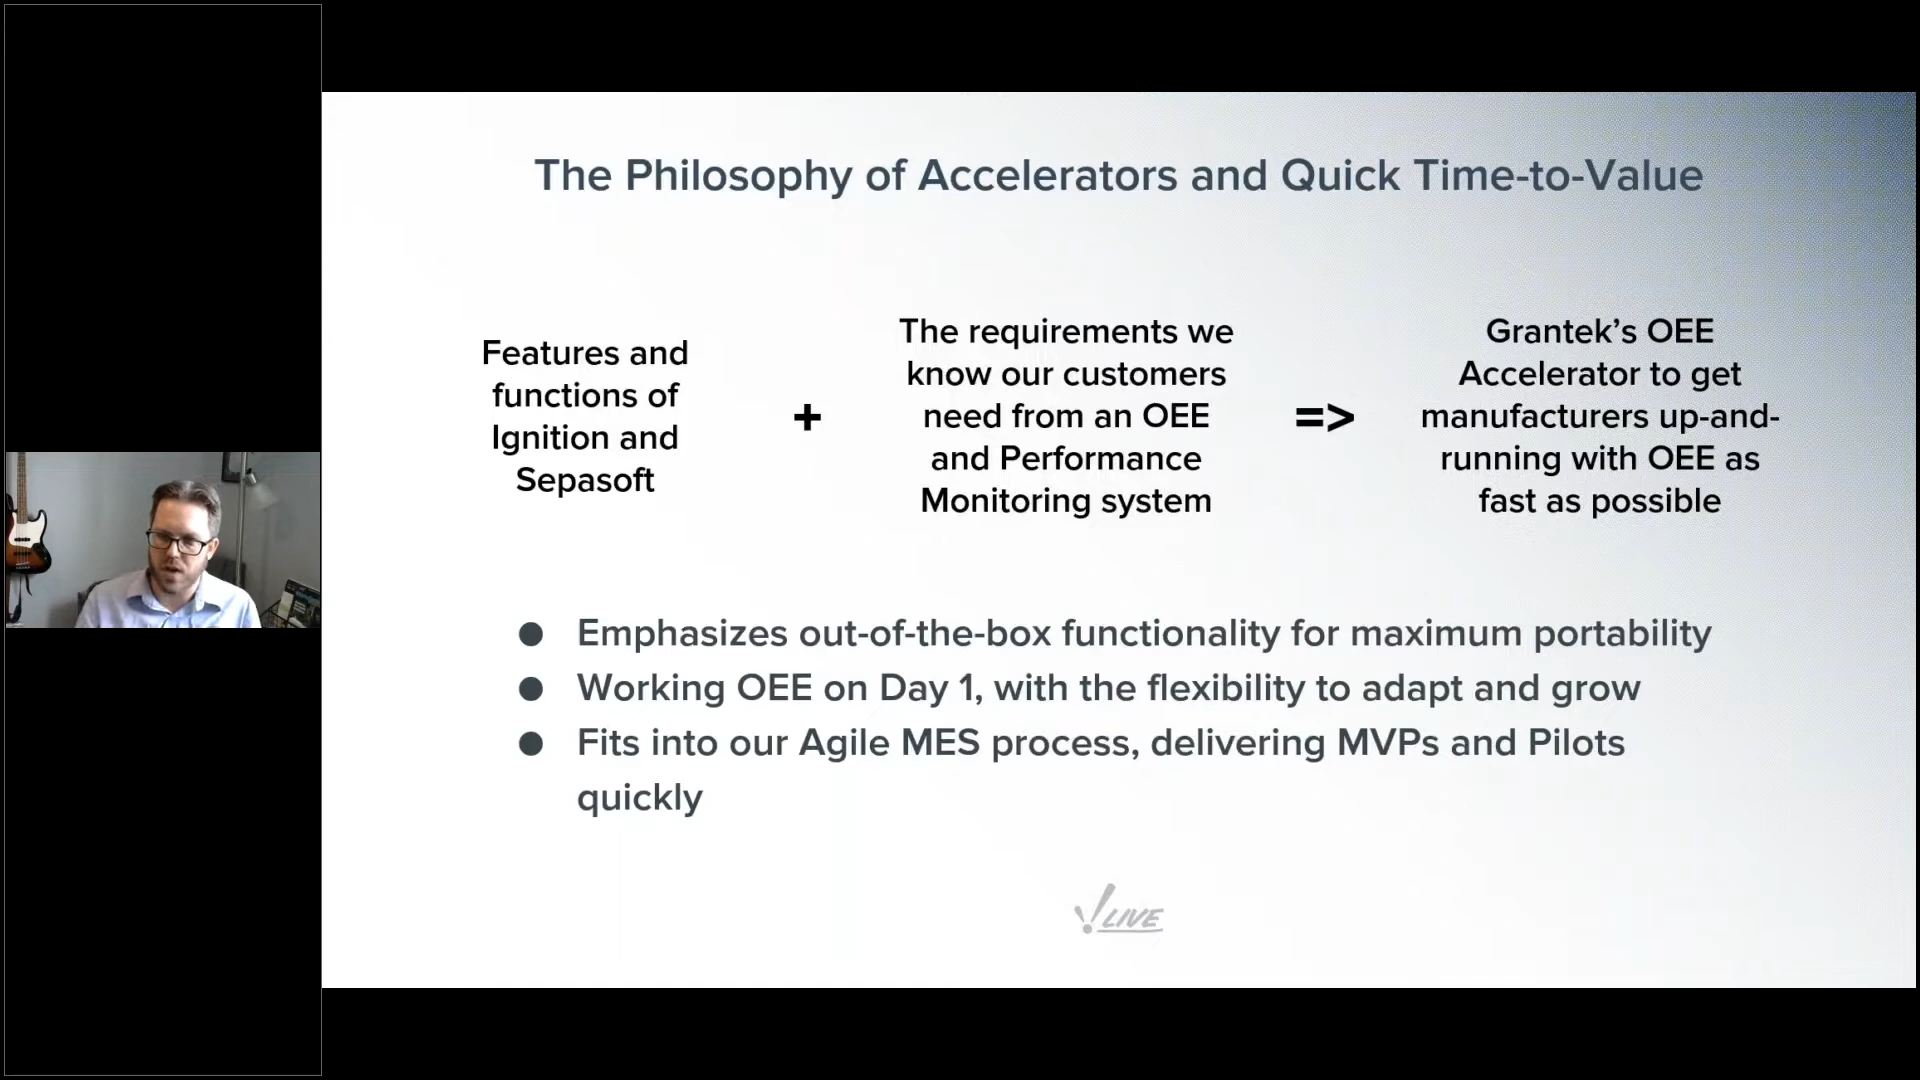 The Philosophy of Accelerators and Quick Time-to-Value
Features and
functions of
Ignition and
Sepasoft
+
The requirements we
know our customers
need from an OEE
and Performance
Monitoring system
=>
Grantek’s OEE
Accelerator to get
manufacturers up-and-
running with OEE as
fast as possible
● Emphasizes out-of-the-box functionality for maximum portability
● Working OEE on Day 1, with the flexibility to adapt and grow
● Fits into our Agile MES process, delivering MVPs and Pilots
quickly
LIVE